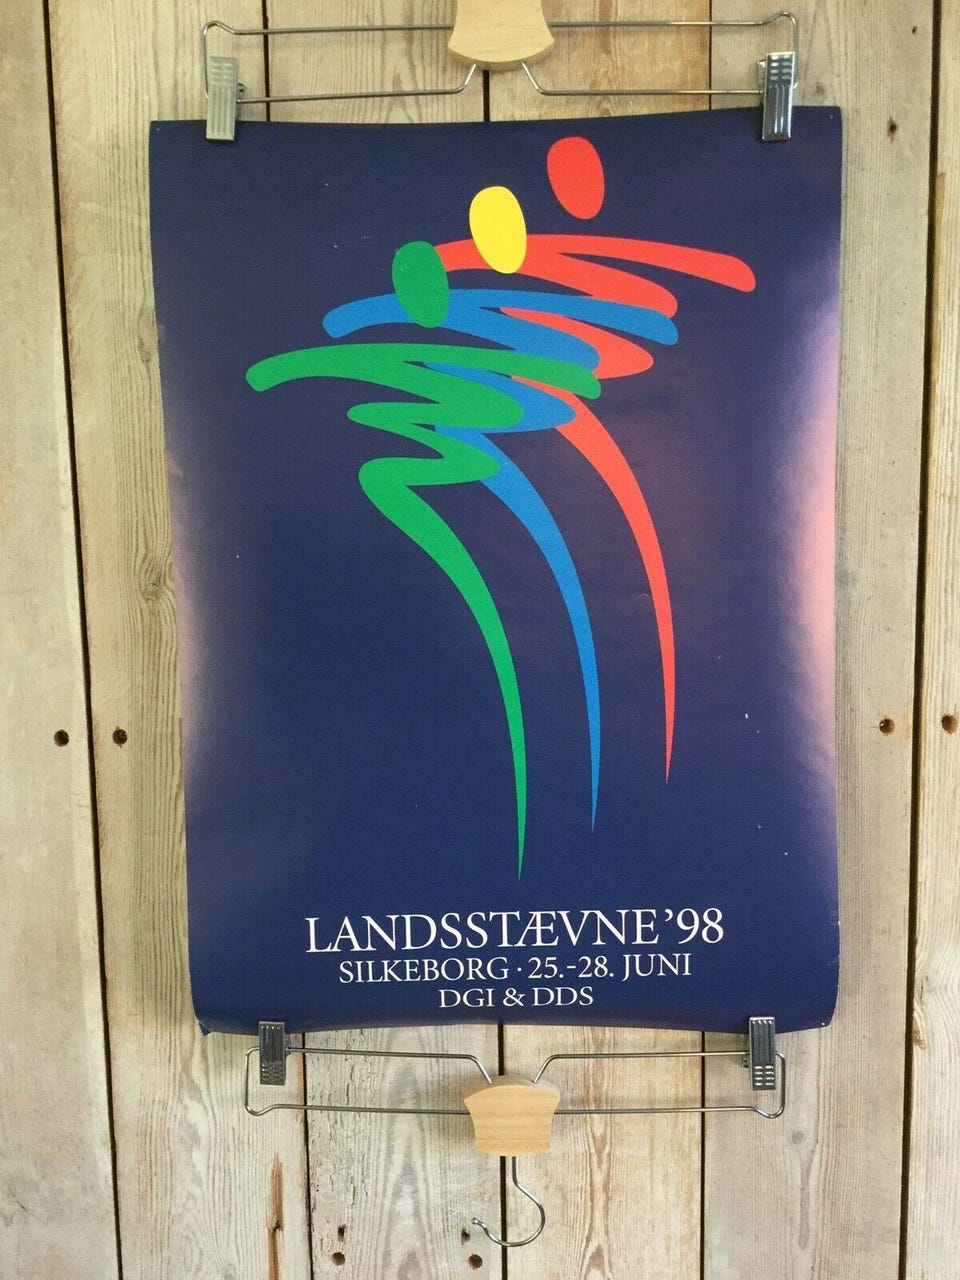 LANDSSTÆVNE’98
SILKEBORG · 25.-28. JUNI
DGI & DDS